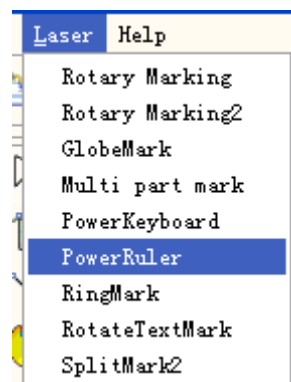 Laser Help
Rotary Marking
Rotary Marking2
GlobeMark
Multi part mark
PowerKeyboard
PowerRuler
RingMark
RotateTextMark
SplitMark2